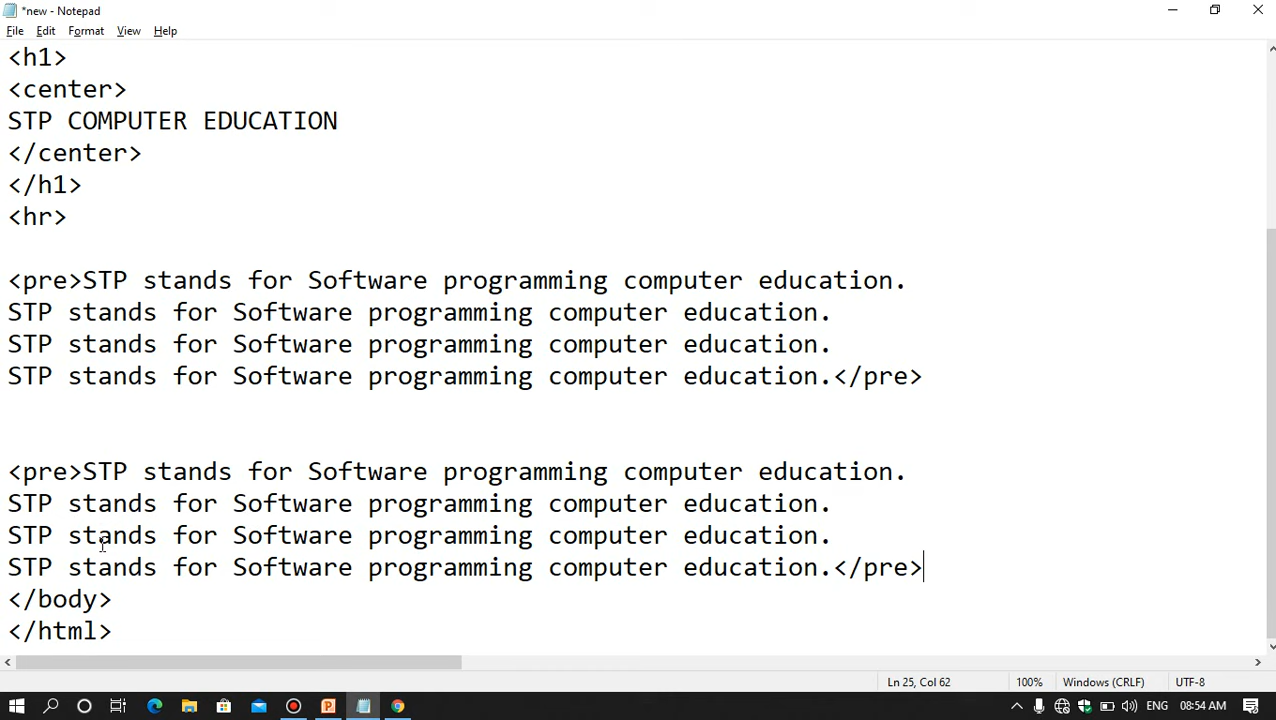 *new - Notepad
File Edit Format View Help
<h1>
<center>
STP COMPUTER EDUCATION
</center>
</h1>
<hr>
<pre>STP stands for Software programming computer education.
STP stands for Software programming computer education.
STP stands for Software programming computer education.
STP stands for Software programming computer education.</pre>
<pre>STP stands for Software programming computer education.
STP stands for Software programming computer education.
STP stands for Software programming computer education.
STP stands for Software programming computer education.</pre>
</body>
</html>
Ln 25, Col 62 100% Windows (CRLF) UTF-8
ENG 08:54 AM